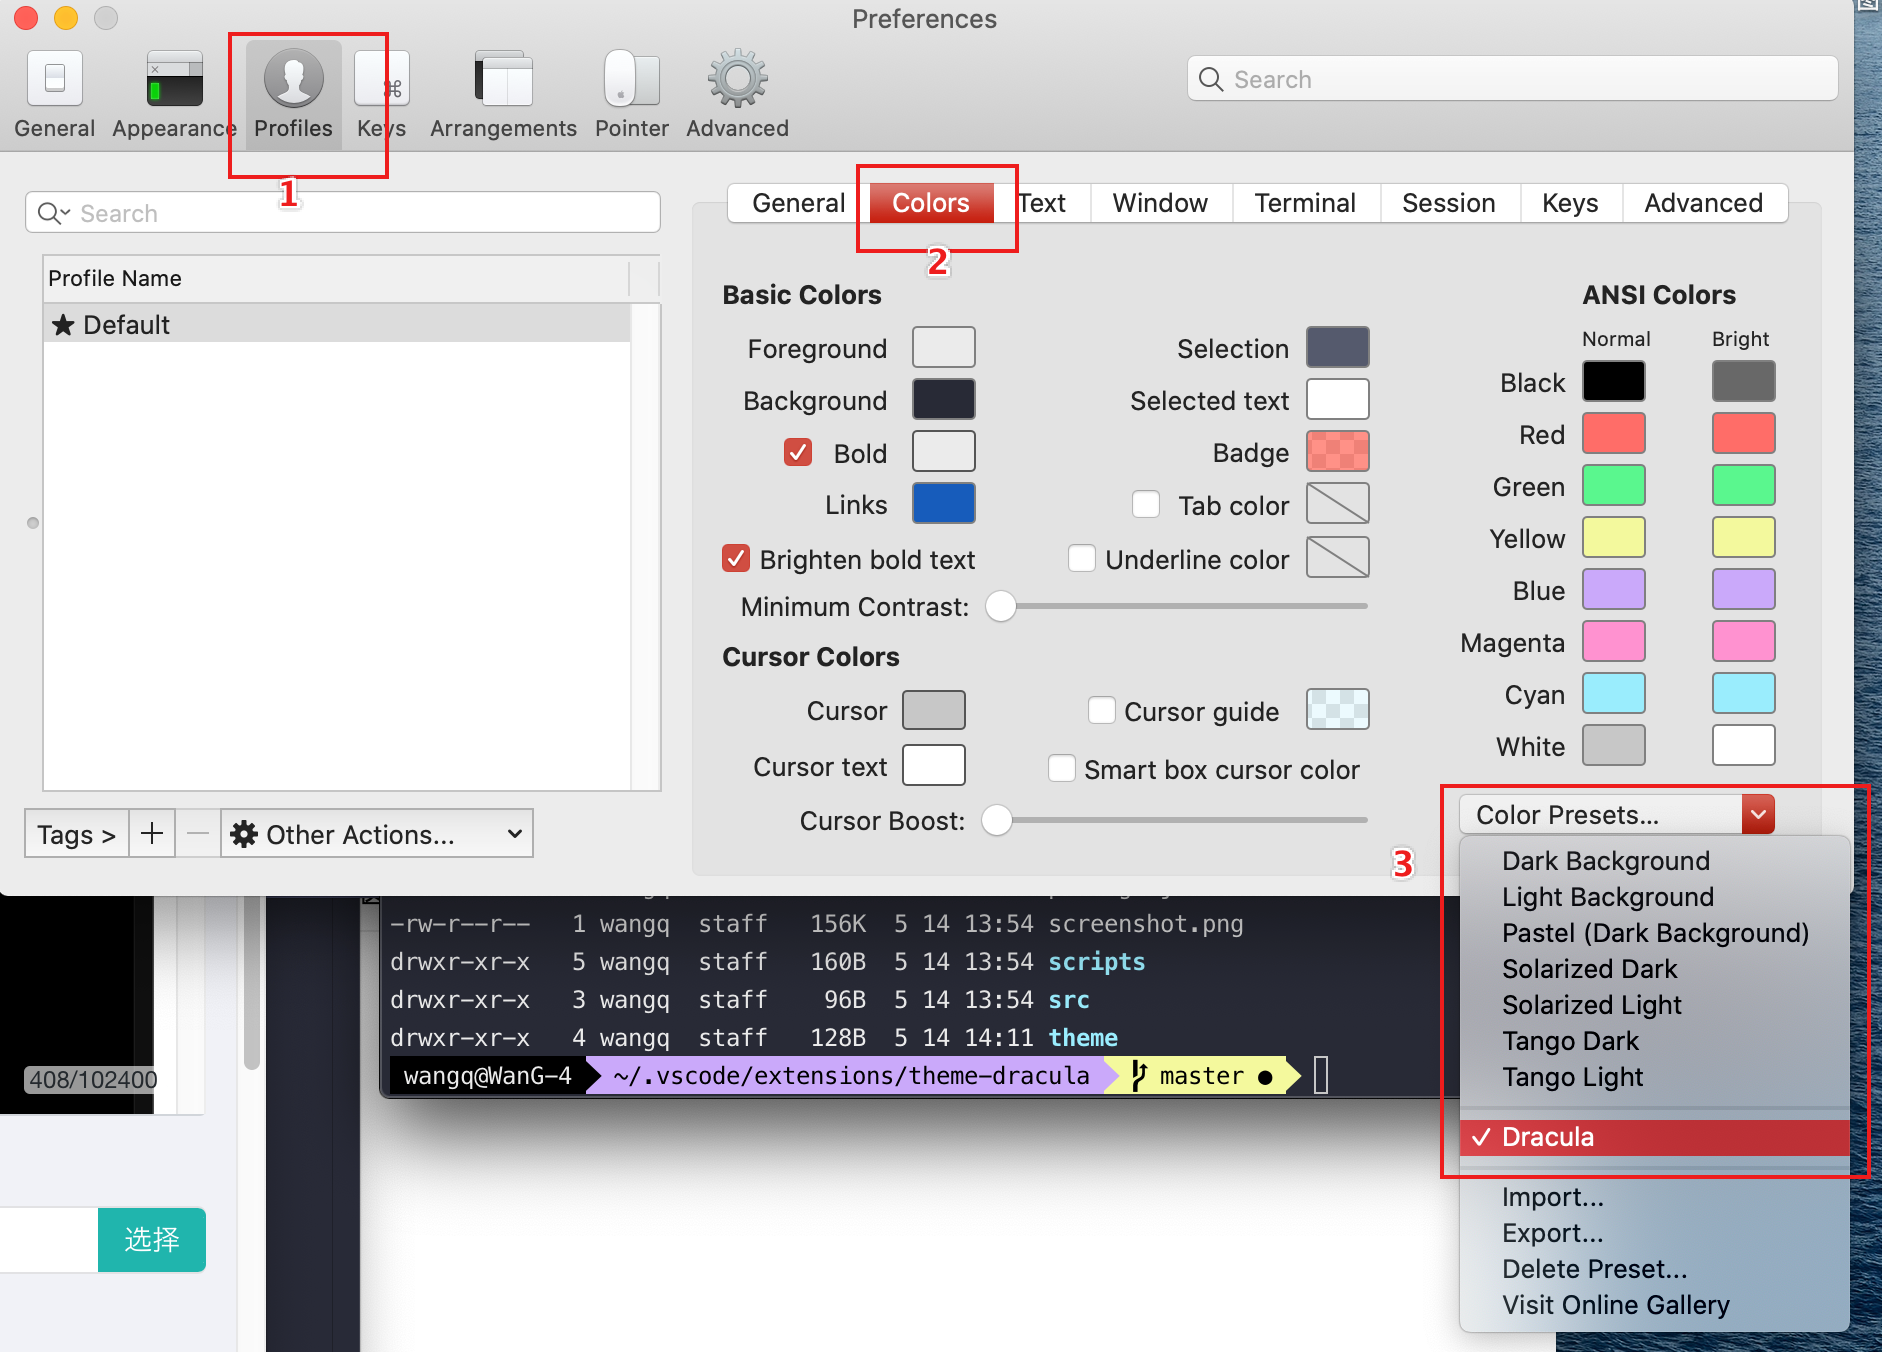 Preferences
General Appearance Profiles Keys Arrangements Pointer Advanced
Search
1
Search
Profile Name
★ Default
Tags > + — Other Actions...
General Colors Text Window Terminal Session Keys Advanced
2
Basic Colors
Foreground
Background
Bold
Links
Brighten bold text
Minimum Contrast:
Selection
Selected text
Badge
Tab color
Underline color
Cursor Colors
Cursor
Cursor text
Cursor Boost:
Cursor guide
Smart box cursor color
ANSI Colors
Normal Bright
Black
Red
Green
Yellow
Blue
Magenta
Cyan
White
3
Color Presets...
Dark Background
Light Background
Pastel (Dark Background)
Solarized Dark
Solarized Light
Tango Dark
Tango Light
✓ Dracula
Import...
Export...
Delete Preset...
Visit Online Gallery
-rw-r--r-- 1 wangq staff 156K 5 14 13:54 screenshot.png
drwxr-xr-x 5 wangq staff 160B 5 14 13:54 scripts
drwxr-xr-x 3 wangq staff 96B 5 14 13:54 src
drwxr-xr-x 4 wangq staff 128B 5 14 14:11 theme
wangq@WanG-4 ~/.vscode/extensions/theme-dracula master ●
408/102400
选择